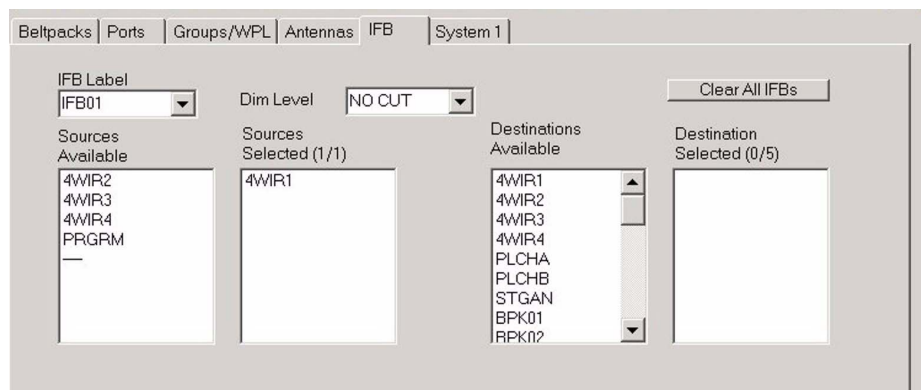 Beltpacks Ports Groups/WPL Antennas IFB System 1
IFB Label
IFB01
Dim Level NO CUT
Clear All IFBs
Sources
Available
4WIR2
4WIR3
4WIR4
PRGRM
—
Sources
Selected (1/1)
4WIR1
Destinations
Available
4WIR1
4WIR2
4WIR3
4WIR4
PLCHA
PLCHB
STGAN
BPK01
BPK02
Destination
Selected (0/5)